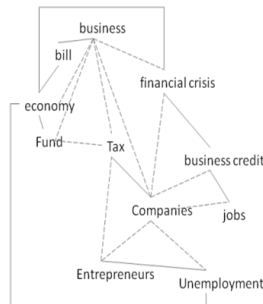 business
bill
financial crisis
economy
Fund
Tax
business credit
Companies
jobs
Entrepreneurs
Unemployment